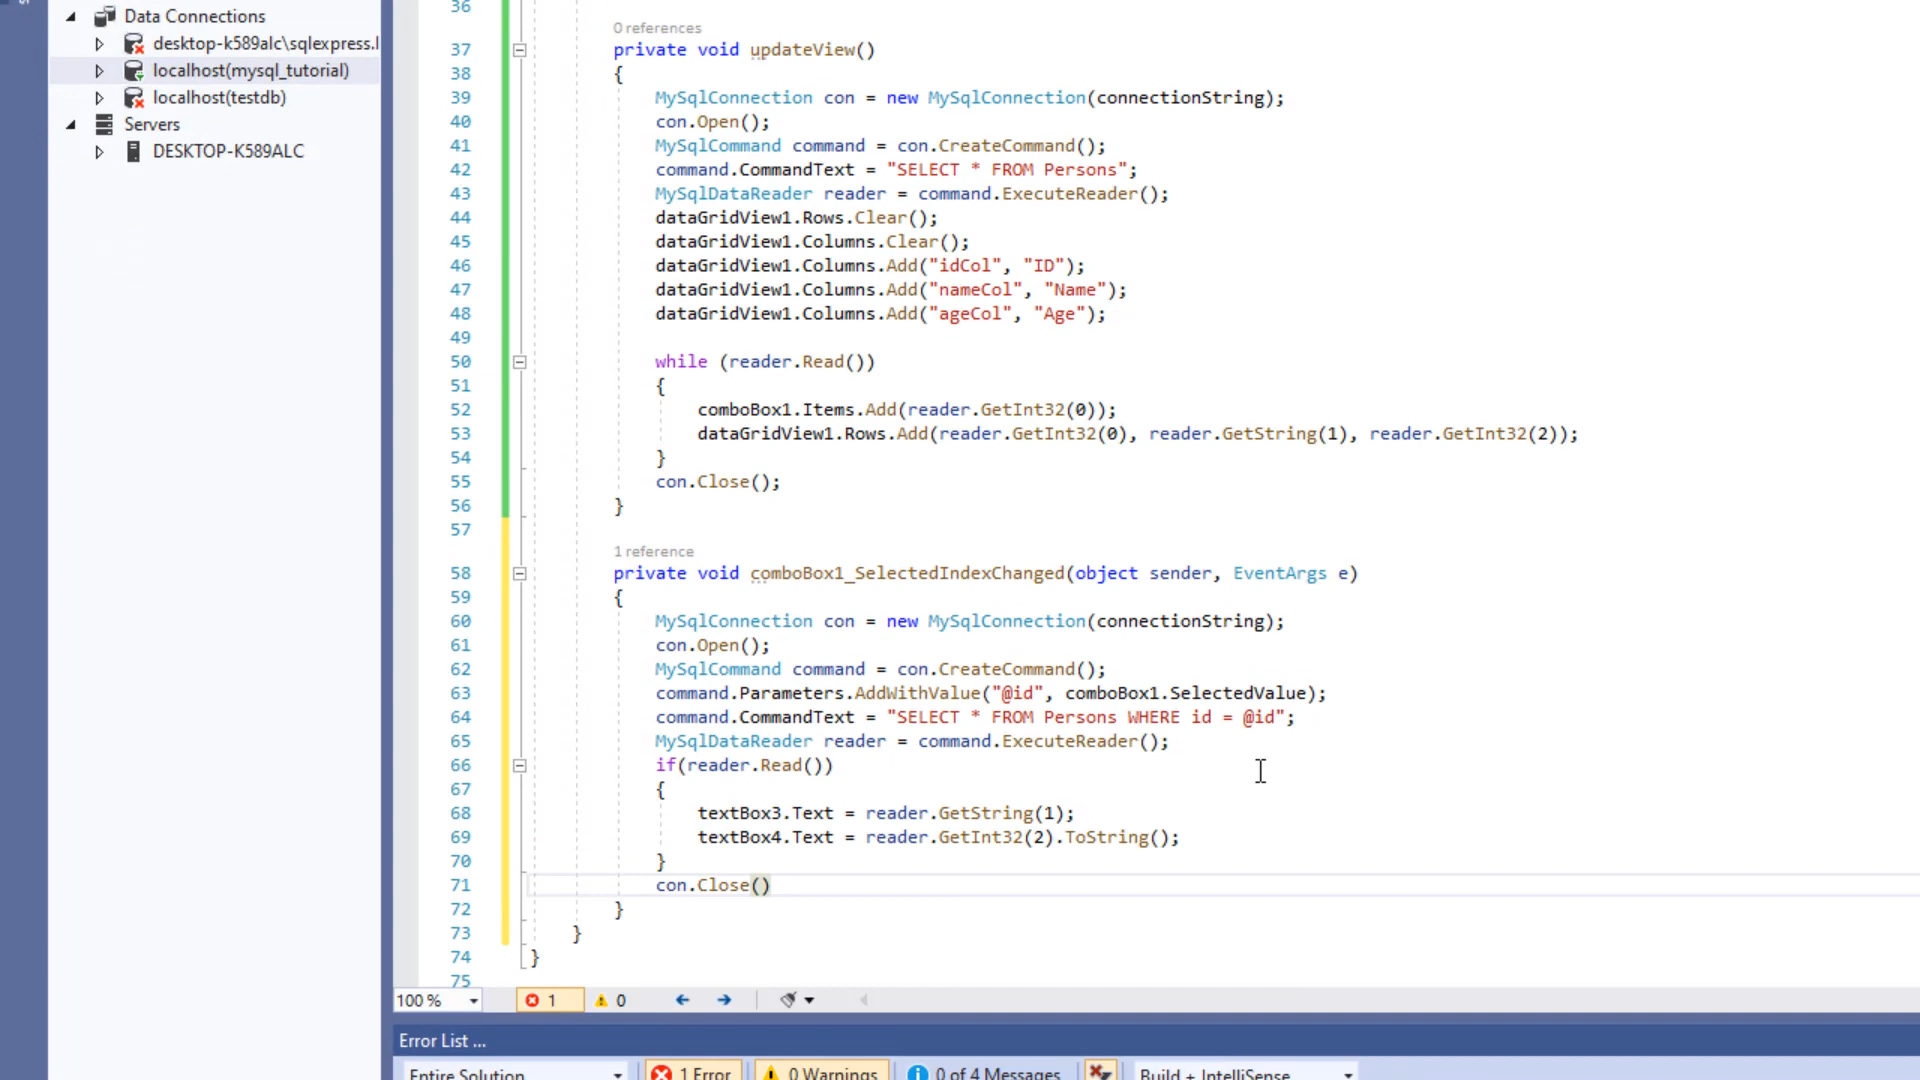 Data Connections
desktop-k589alc\sqlexpress.l
localhost(mysql_tutorial)
localhost(testdb)
Servers
DESKTOP-K589ALC
36
0 references
37 private void updateView()
38 {
39 MySqlConnection con = new MySqlConnection(connectionString);
40 con.Open();
41 MySqlCommand command = con.CreateCommand();
42 command.CommandText = "SELECT * FROM Persons";
43 MySqlDataReader reader = command.ExecuteReader();
44 dataGridView1.Rows.Clear();
45 dataGridView1.Columns.Clear();
46 dataGridView1.Columns.Add("idCol", "ID");
47 dataGridView1.Columns.Add("nameCol", "Name");
48 dataGridView1.Columns.Add("ageCol", "Age");
49
50 while (reader.Read())
51 {
52 comboBox1.Items.Add(reader.GetInt32(0));
53 dataGridView1.Rows.Add(reader.GetInt32(0), reader.GetString(1), reader.GetInt32(2));
54 }
55 con.Close();
56 }
57
1 reference
58 private void comboBox1_SelectedIndexChanged(object sender, EventArgs e)
59 {
60 MySqlConnection con = new MySqlConnection(connectionString);
61 con.Open();
62 MySqlCommand command = con.CreateCommand();
63 command.Parameters.AddWithValue("@id", comboBox1.SelectedValue);
64 command.CommandText = "SELECT * FROM Persons WHERE id = @id";
65 MySqlDataReader reader = command.ExecuteReader();
66 if(reader.Read())
67 {
68 textBox3.Text = reader.GetString(1);
69 textBox4.Text = reader.GetInt32(2).ToString();
70 }
71 con.Close()
72 }
73 }
74 }
75
100 % 1 0
Error List ...
Entire Solution 1 Error 0 Warnings 0 of 4 Messages Build + IntelliSense